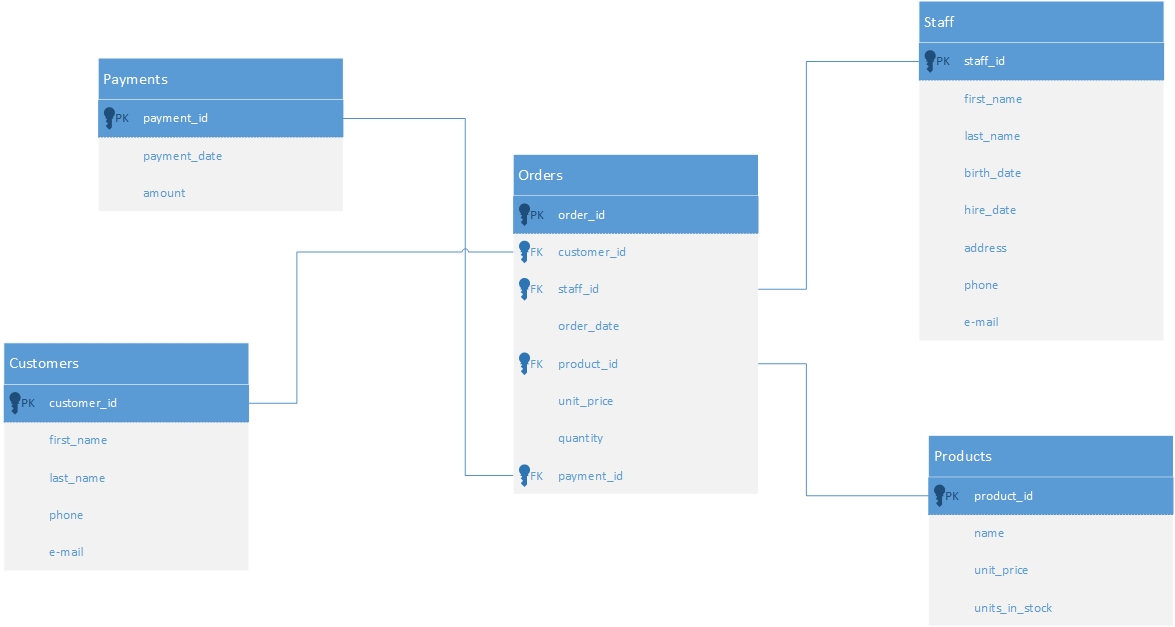 Payments
PK payment_id
payment_date
amount
Customers
PK customer_id
first_name
last_name
phone
e-mail
Orders
PK order_id
FK customer_id
FK staff_id
order_date
FK product_id
unit_price
quantity
FK payment_id
Staff
PK staff_id
first_name
last_name
birth_date
hire_date
address
phone
e-mail
Products
PK product_id
name
unit_price
units_in_stock